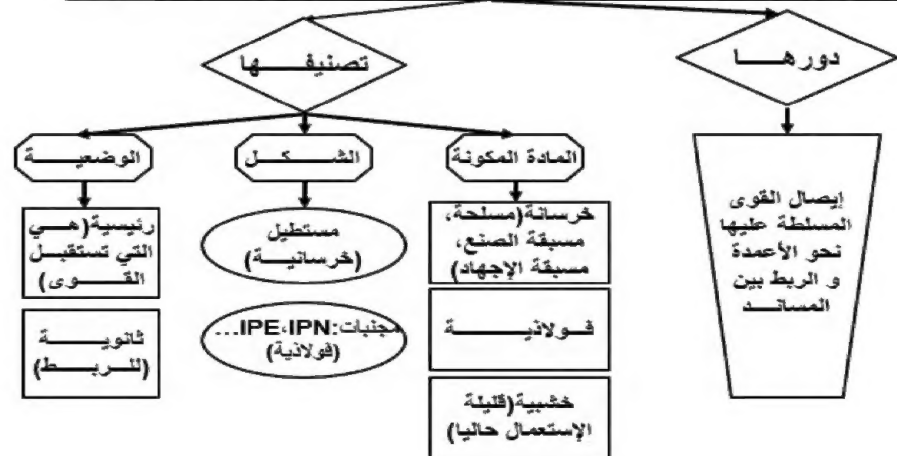 دورها
تصنيفها
المادة المكونة
الشكل
الوضعية
إيصال القوى
المسلطة عليها
نحو الأعمدة
و الربط بين
المساند
خرسانة(مسلحة،
مسبقة الصنع،
مسبقة الإجهاد)
فولاذية
خشبية(قليلة
الإستعمال حاليا)
مستطيل
(خرسانية)
مجنبات:IPE،IPN...
(فولاذية)
رئيسية(هي
التي تستقبل
القوى)
ثانوية
(للربط)